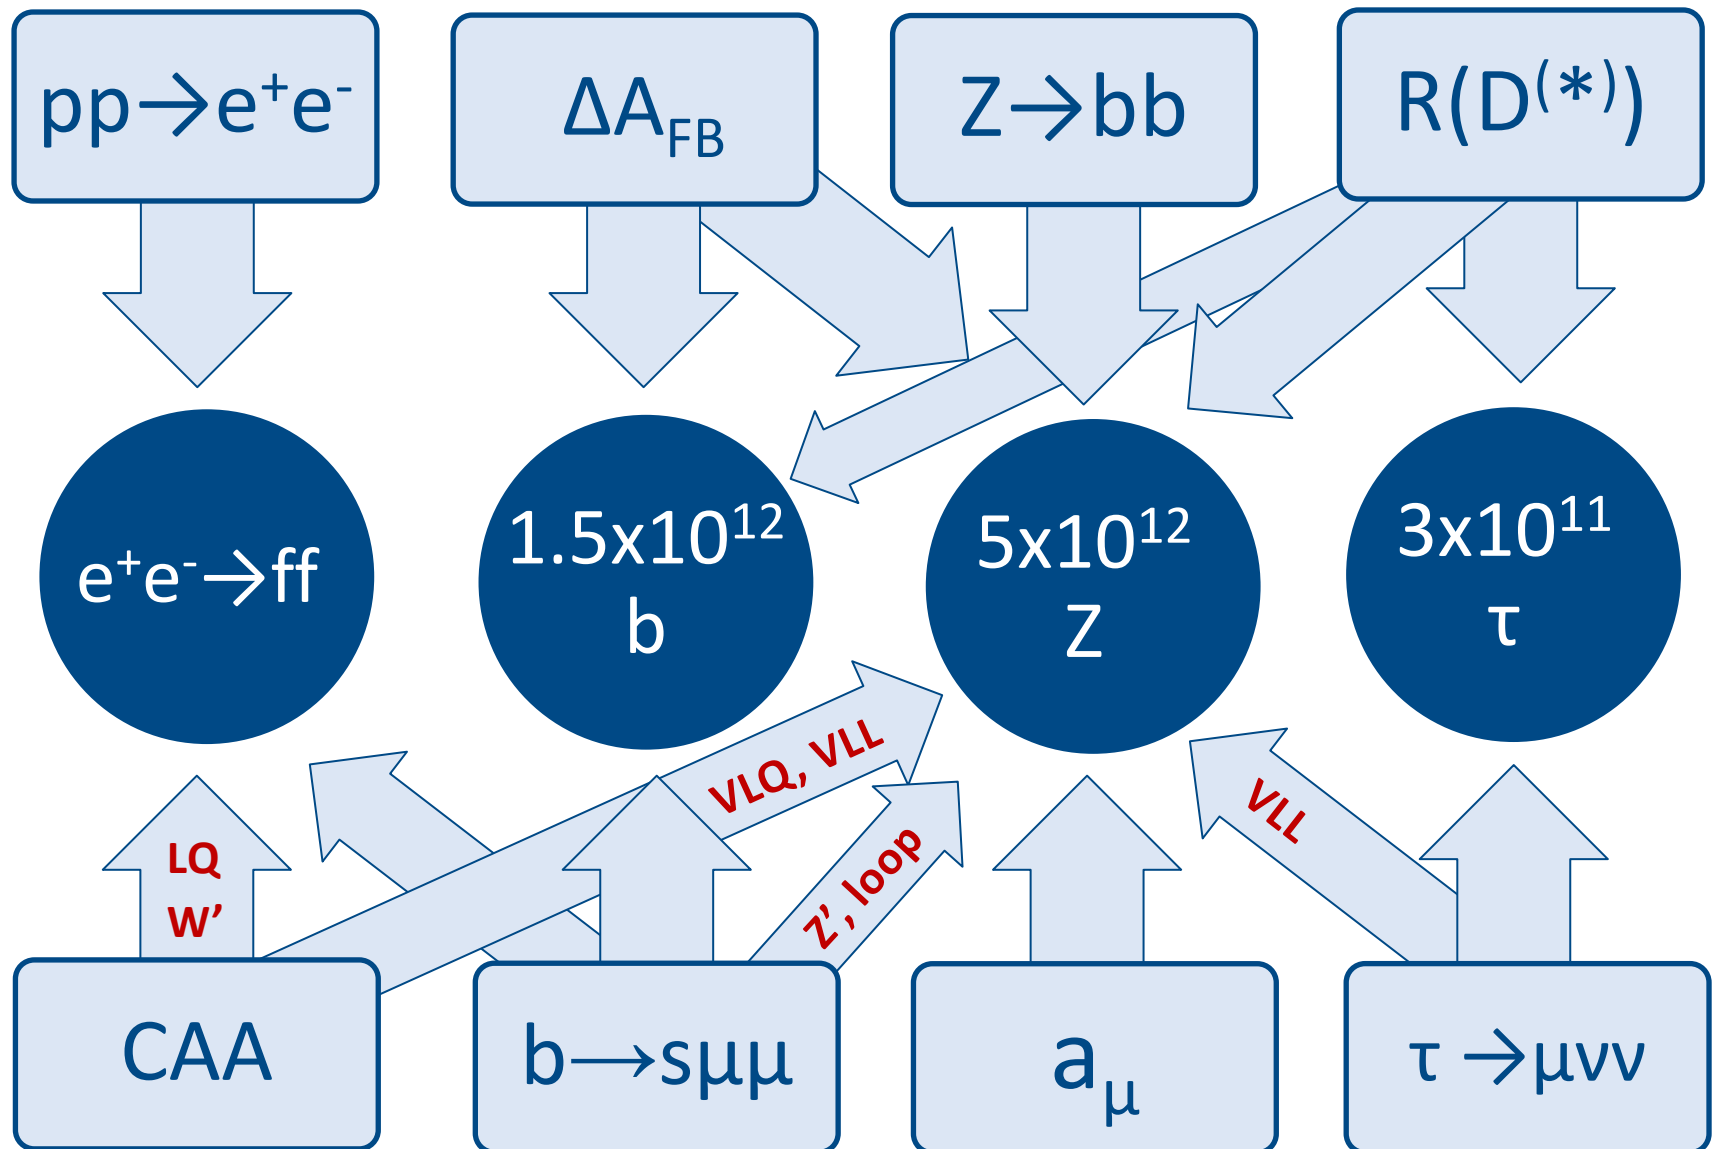 pp→e⁺e⁻
ΔA_FB
Z→bb
R(D⁽*⁾)
e⁺e⁻→ff
1.5x10¹²
b
5x10¹²
Z
3x10¹¹
τ
LQ
W’
VLQ, VLL
Z’, loop
VLL
CAA
b→sμμ
a_μ
τ →μνν